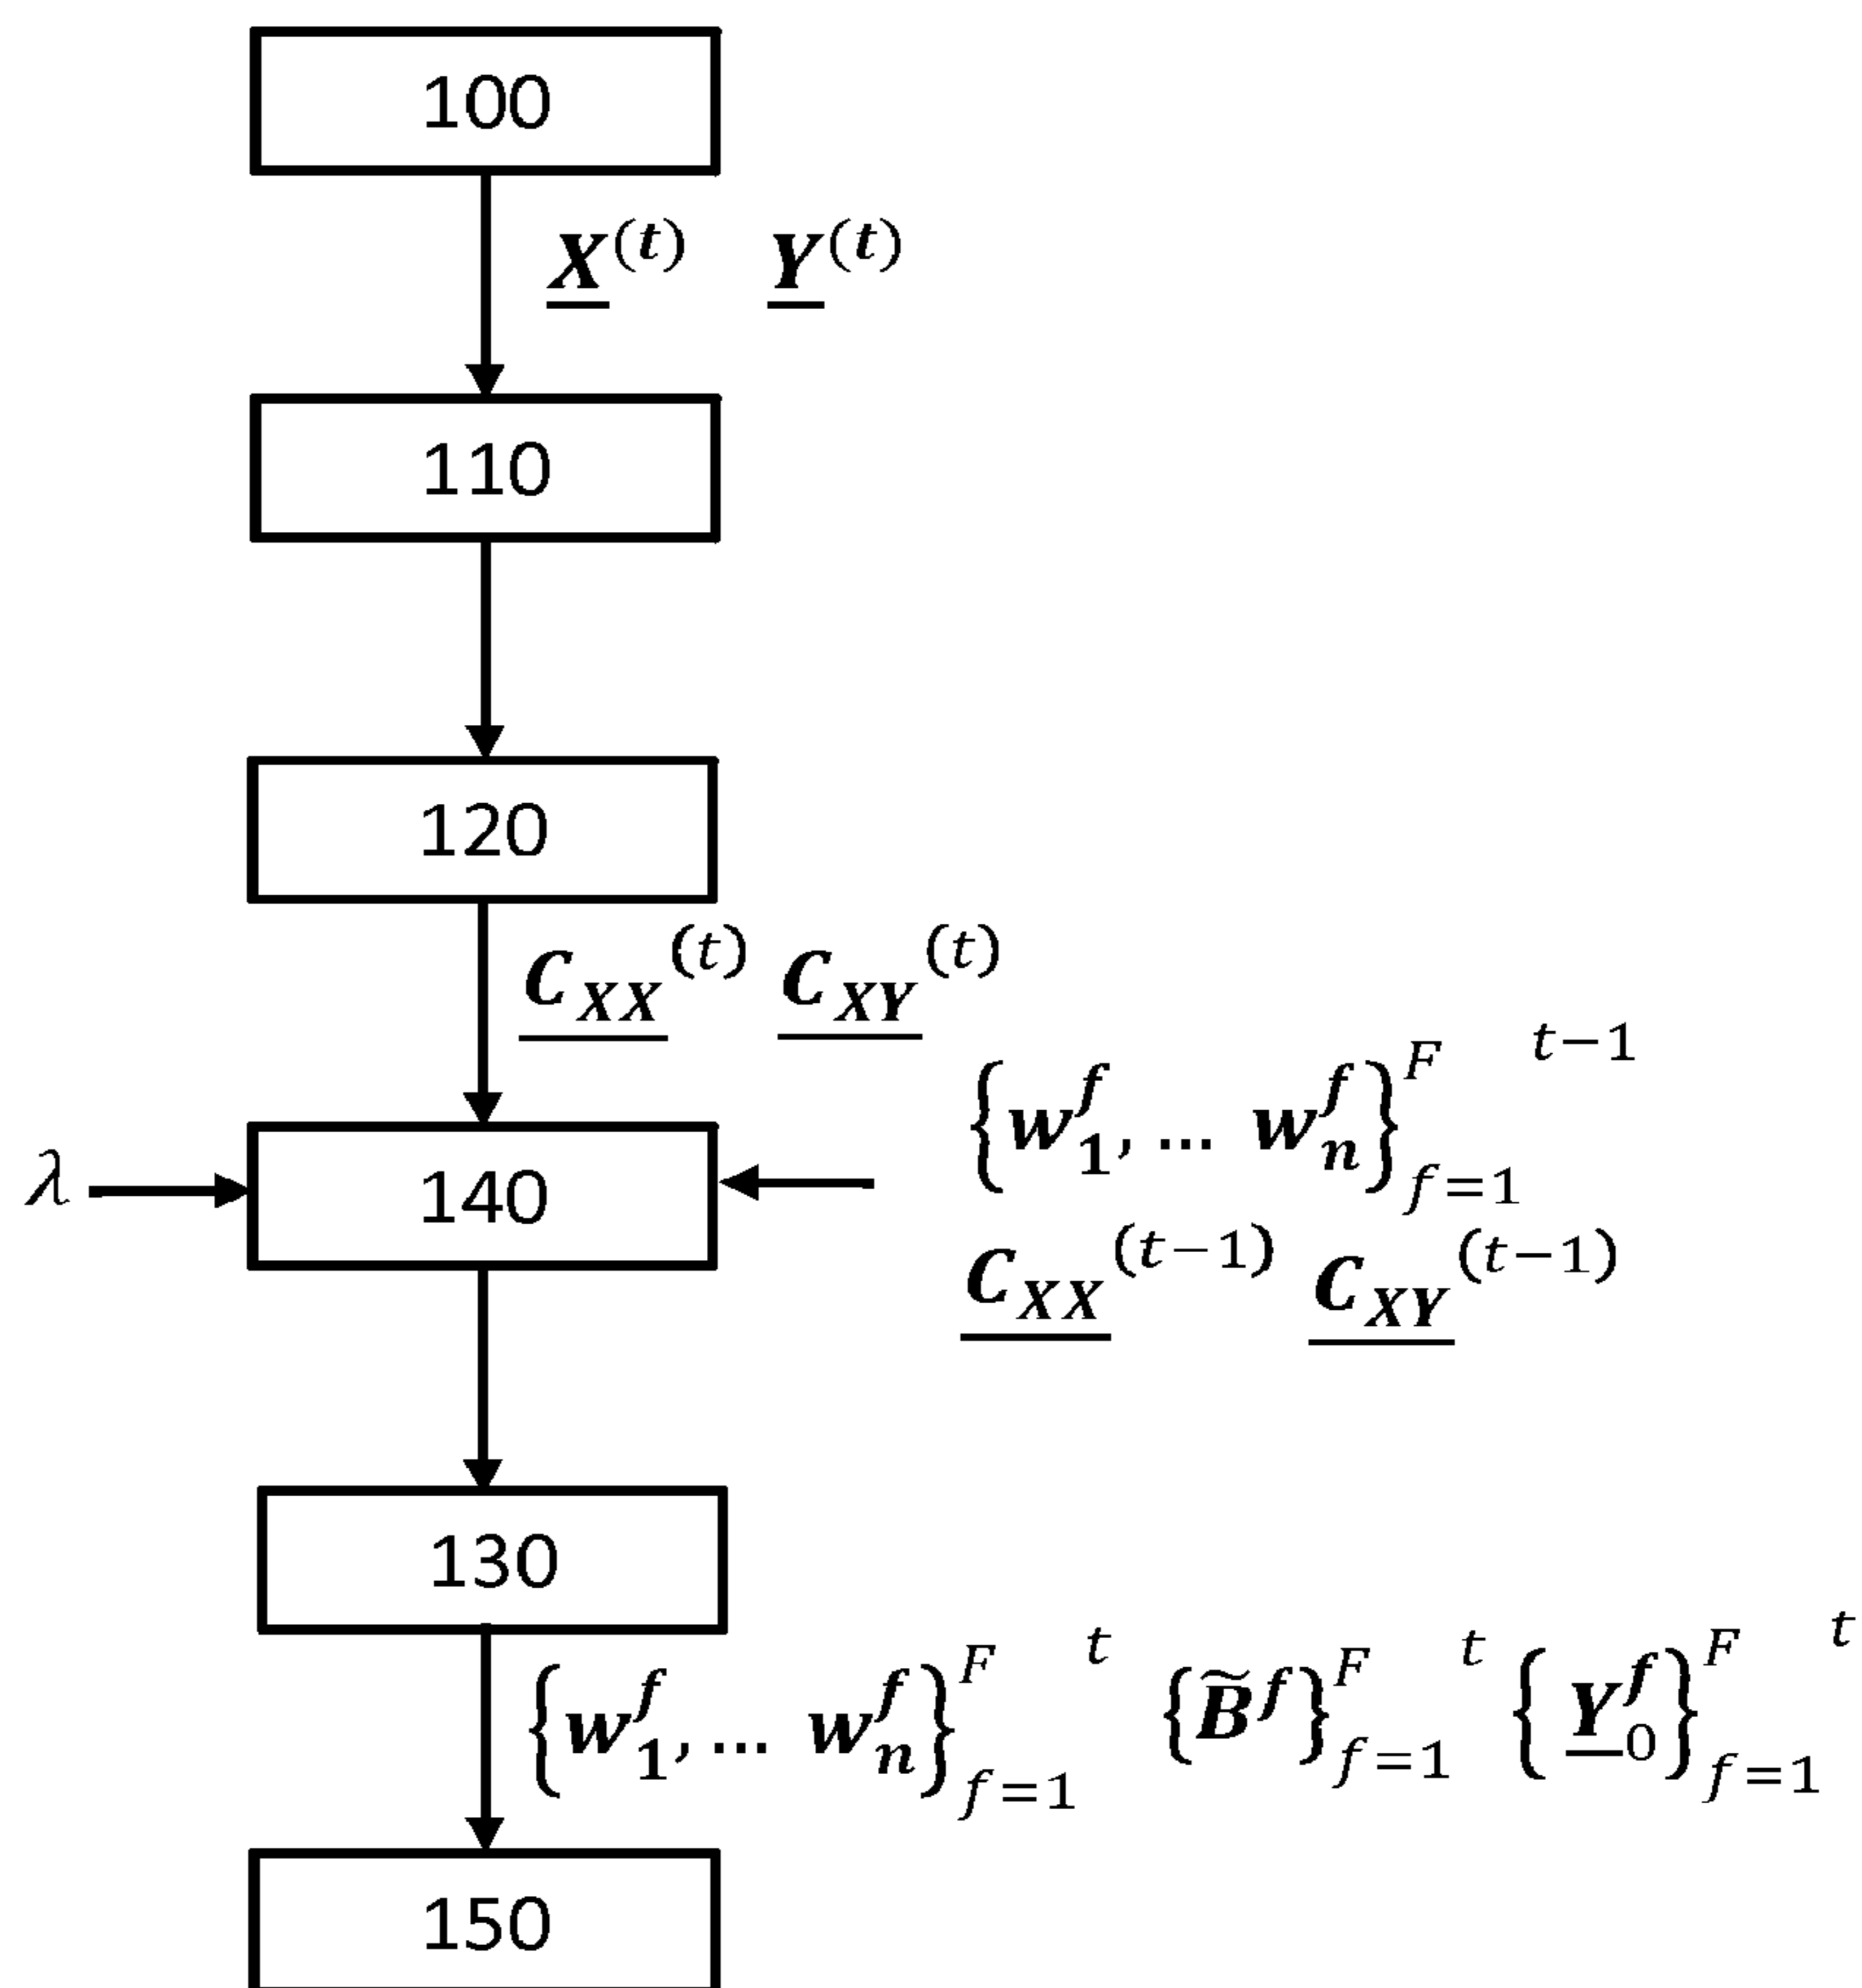 100
X^(t) Y^(t)
110
120
C_XX^(t) C_XY^(t)
{w_1^f, … w_n^f}_{f=1}^F t−1
λ 140
C_XX^(t−1) C_XY^(t−1)
130
{w_1^f, … w_n^f}_{f=1}^F t {B̃^f}_{f=1}^F t {Y_0^f}_{f=1}^F t
150